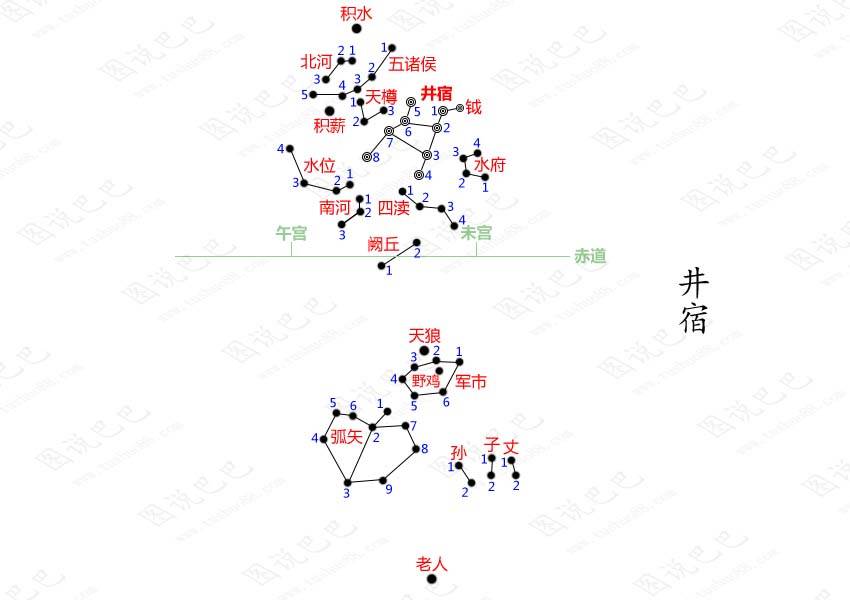 积水
1
2 1
北河
五诸侯
2
3
3
4
5
天樽
1
3
2
井宿
5
1
钺
6
2
积薪
7
8
3
4
4
3
水府
2
1
4
水位
1
2
3
南河
1
2
3
四渎
1
2
3
4
午宫
未宫
阙丘
2
1
赤道
井
宿
天狼
3
2
1
4
野鸡
军市
5
6
5
6
1
7
4
弧矢
2
8
3
9
孙
1
2
子
1
2
丈
1
2
老人
图说巴巴
www.tushuo88.com